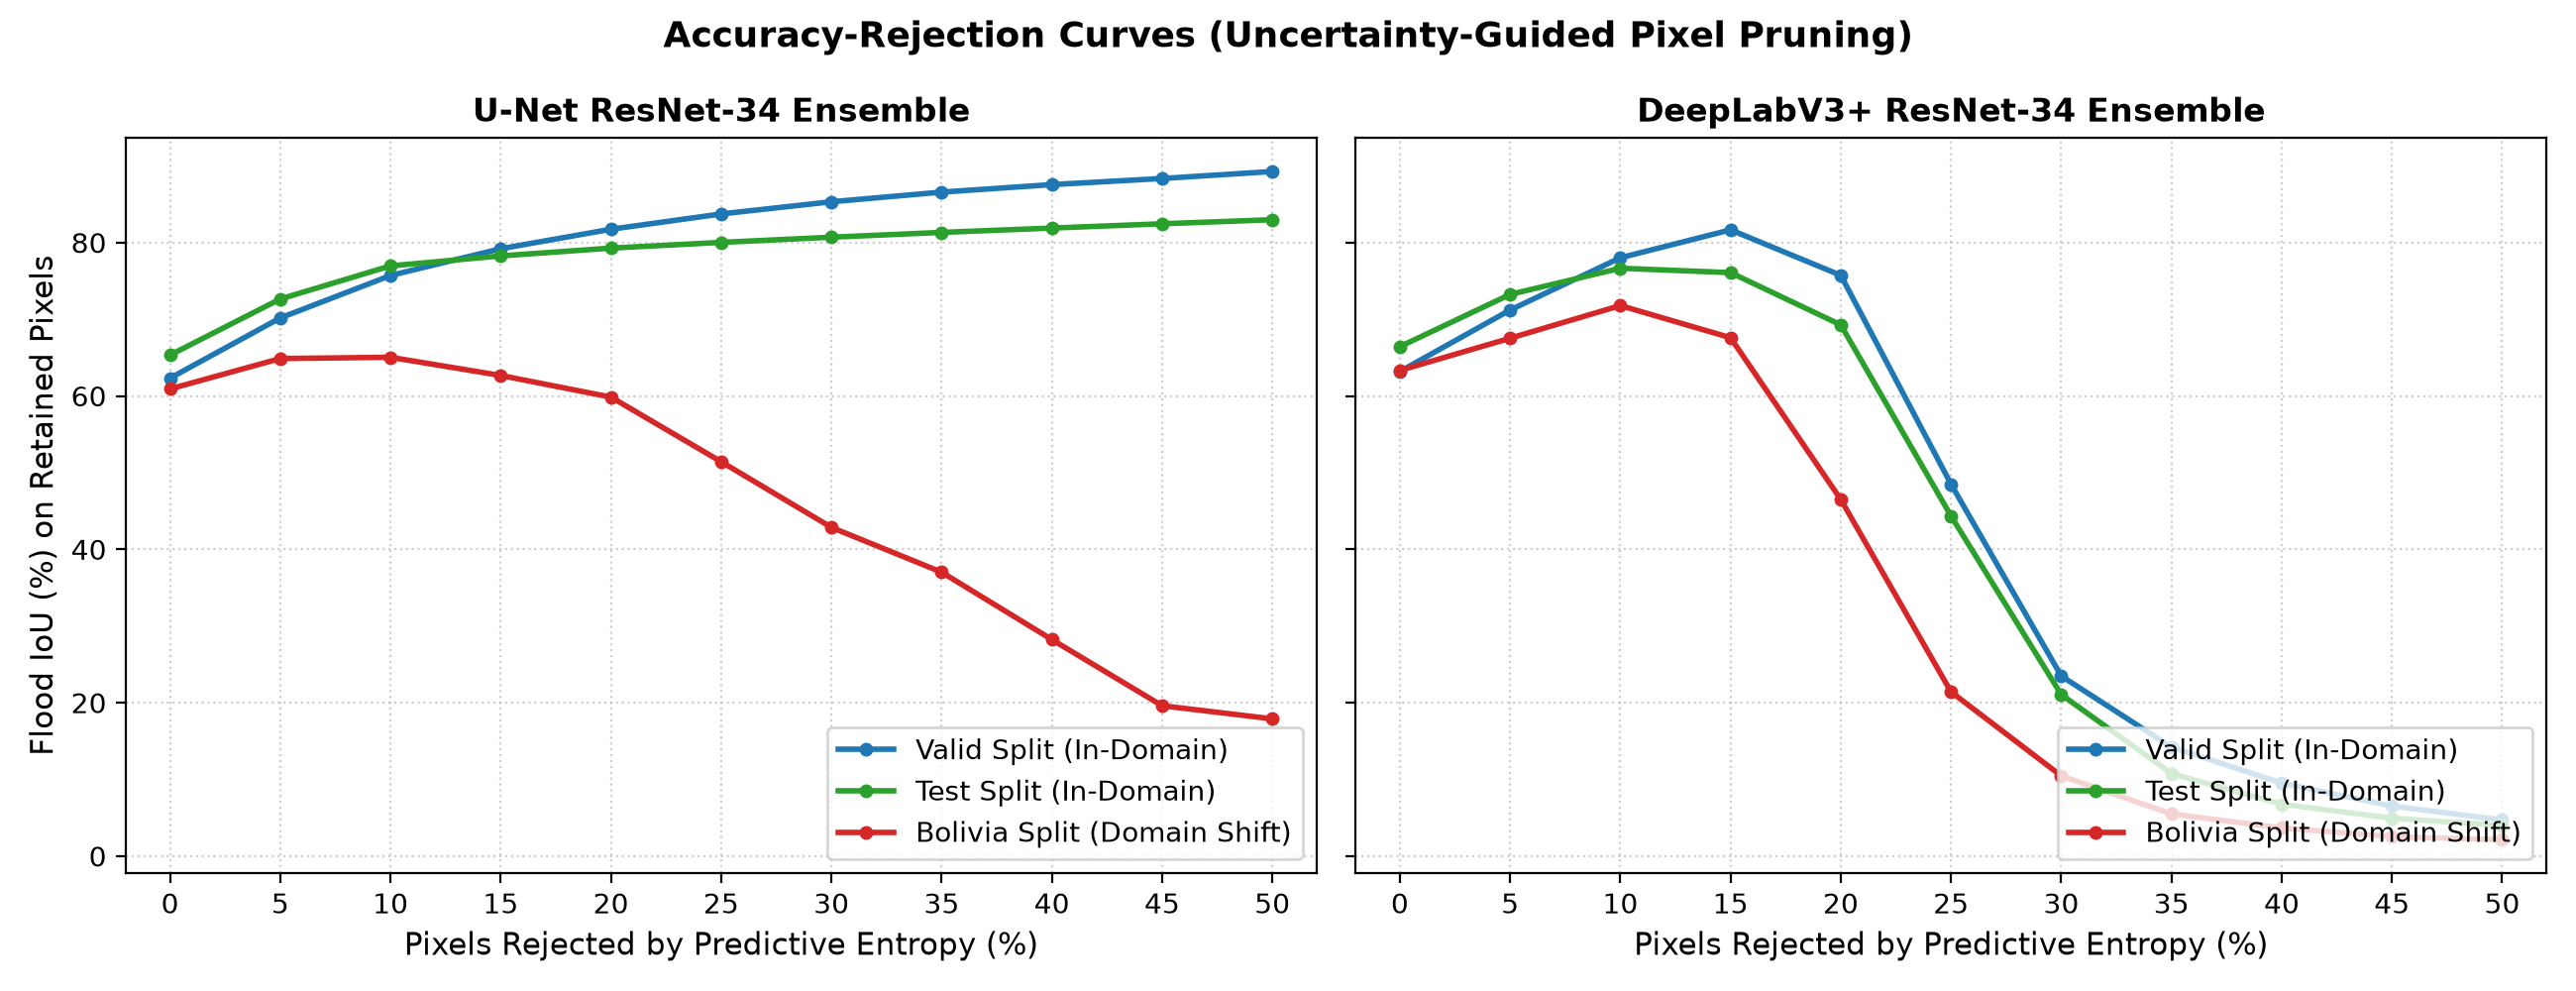 Accuracy-Rejection Curves (Uncertainty-Guided Pixel Pruning)
U-Net ResNet-34 Ensemble
Flood IoU (%) on Retained Pixels
80
60
40
20
0
0 5 10 15 20 25 30 35 40 45 50
Pixels Rejected by Predictive Entropy (%)
Valid Split (In-Domain)
Test Split (In-Domain)
Bolivia Split (Domain Shift)
DeepLabV3+ ResNet-34 Ensemble
0 5 10 15 20 25 30 35 40 45 50
Pixels Rejected by Predictive Entropy (%)
Valid Split (In-Domain)
Test Split (In-Domain)
Bolivia Split (Domain Shift)